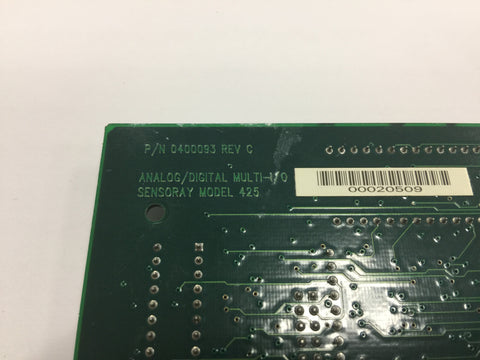 P/N 0400093 REV C
ANALOG/DIGITAL MULTI-I/O
SENSORAY MODEL 425
00020509